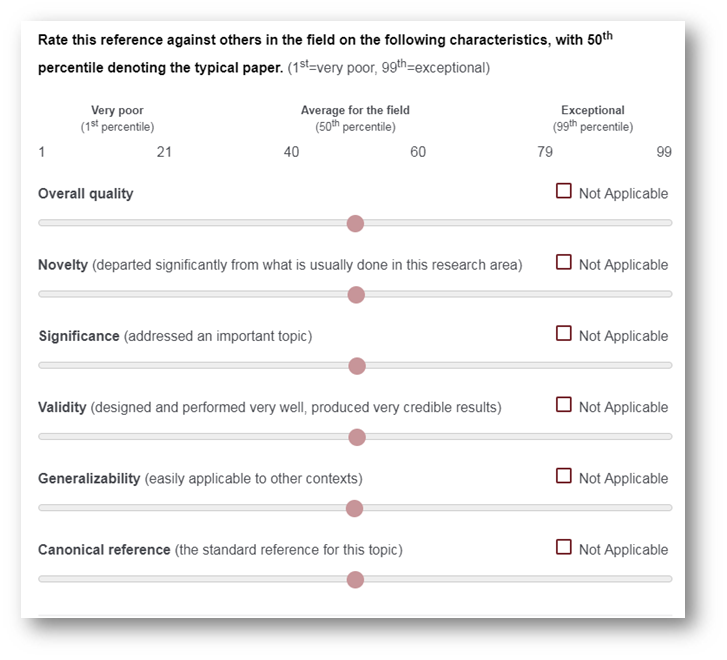 Rate this reference against others in the field on the following characteristics, with 50th
percentile denoting the typical paper. (1st=very poor, 99th=exceptional)
Very poor Average for the field Exceptional
(1st percentile) (50th percentile) (99th percentile)
1 21 40 60 79 99
Overall quality Not Applicable
Novelty (departed significantly from what is usually done in this research area) Not Applicable
Significance (addressed an important topic) Not Applicable
Validity (designed and performed very well, produced very credible results) Not Applicable
Generalizability (easily applicable to other contexts) Not Applicable
Canonical reference (the standard reference for this topic) Not Applicable